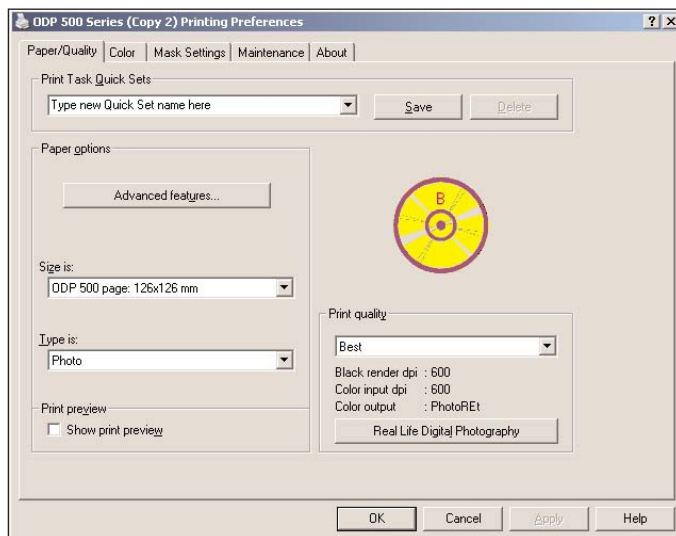 ODP 500 Series (Copy 2) Printing Preferences
Paper/Quality Color Mask Settings Maintenance About
Print Task Quick Sets
Type new Quick Set name here Save Delete
Paper options
Advanced features...
B
Size is:
ODP 500 page: 126x126 mm
Print quality
Type is:
Best
Photo
Black render dpi : 600
Color input dpi : 600
Color output : PhotoREt
Print preview
Show print preview
Real Life Digital Photography
OK Cancel Apply Help